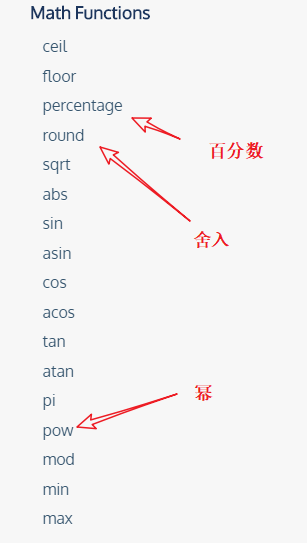 Math Functions
ceil
floor
percentage
百分数
round
舍入
sqrt
abs
sin
asin
cos
acos
tan
atan
pi
幂
pow
mod
min
max